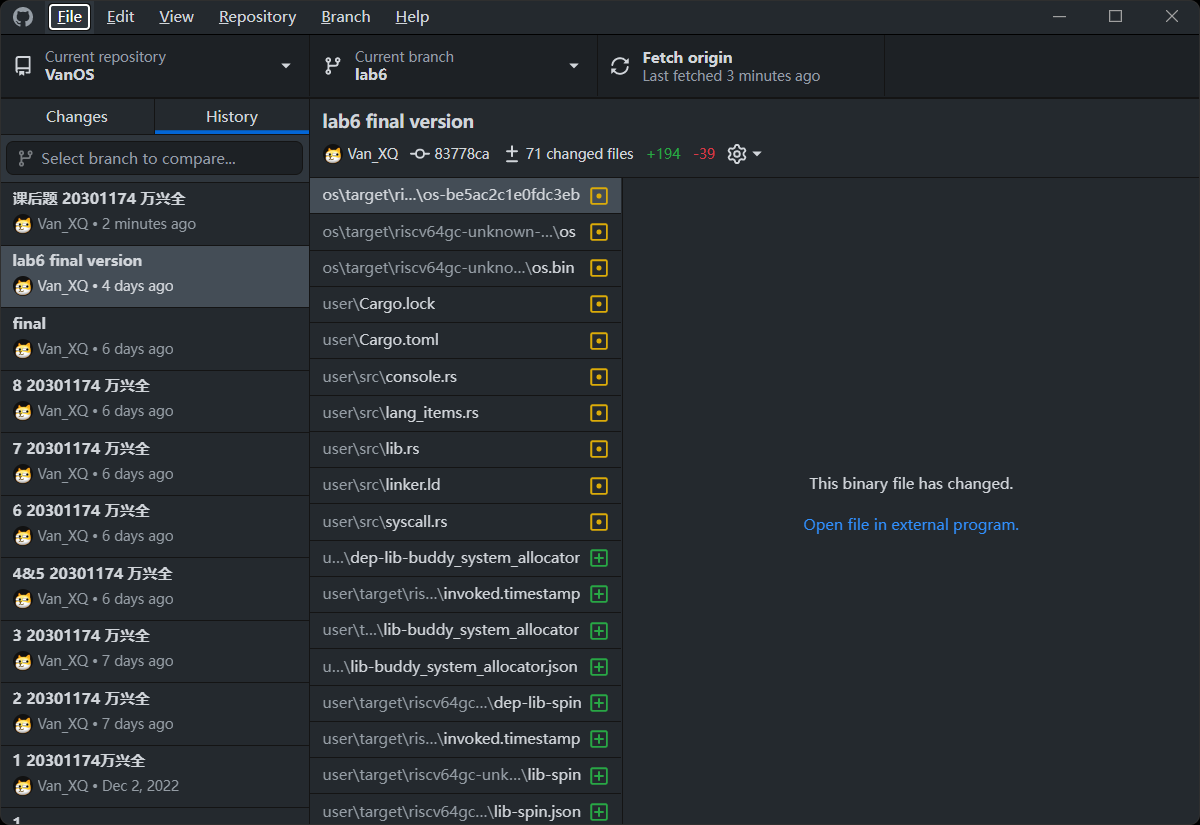 File Edit View Repository Branch Help
Current repository
VanOS
Current branch
lab6
Fetch origin
Last fetched 3 minutes ago
Changes
History
Select branch to compare...
课后题 20301174 万兴全
Van_XQ • 2 minutes ago
lab6 final version
Van_XQ • 4 days ago
final
Van_XQ • 6 days ago
8 20301174 万兴全
Van_XQ • 6 days ago
7 20301174 万兴全
Van_XQ • 6 days ago
6 20301174 万兴全
Van_XQ • 6 days ago
4&5 20301174 万兴全
Van_XQ • 6 days ago
3 20301174 万兴全
Van_XQ • 7 days ago
2 20301174 万兴全
Van_XQ • 7 days ago
1 20301174万兴全
Van_XQ • Dec 2, 2022
1
lab6 final version
Van_XQ 83778ca 71 changed files +194 -39
os\target\ri...\os-be5ac2c1e0fdc3eb
os\target\riscv64gc-unknown-...\os
os\target\riscv64gc-unkno...\os.bin
user\Cargo.lock
user\Cargo.toml
user\src\console.rs
user\src\lang_items.rs
user\src\lib.rs
user\src\linker.ld
user\src\syscall.rs
u...\dep-lib-buddy_system_allocator
user\target\ris...\invoked.timestamp
user\t...\lib-buddy_system_allocator
u...\lib-buddy_system_allocator.json
user\target\riscv64gc...\dep-lib-spin
user\target\ris...\invoked.timestamp
user\target\riscv64gc-unk...\lib-spin
user\target\riscv64gc...\lib-spin.json
This binary file has changed.
Open file in external program.